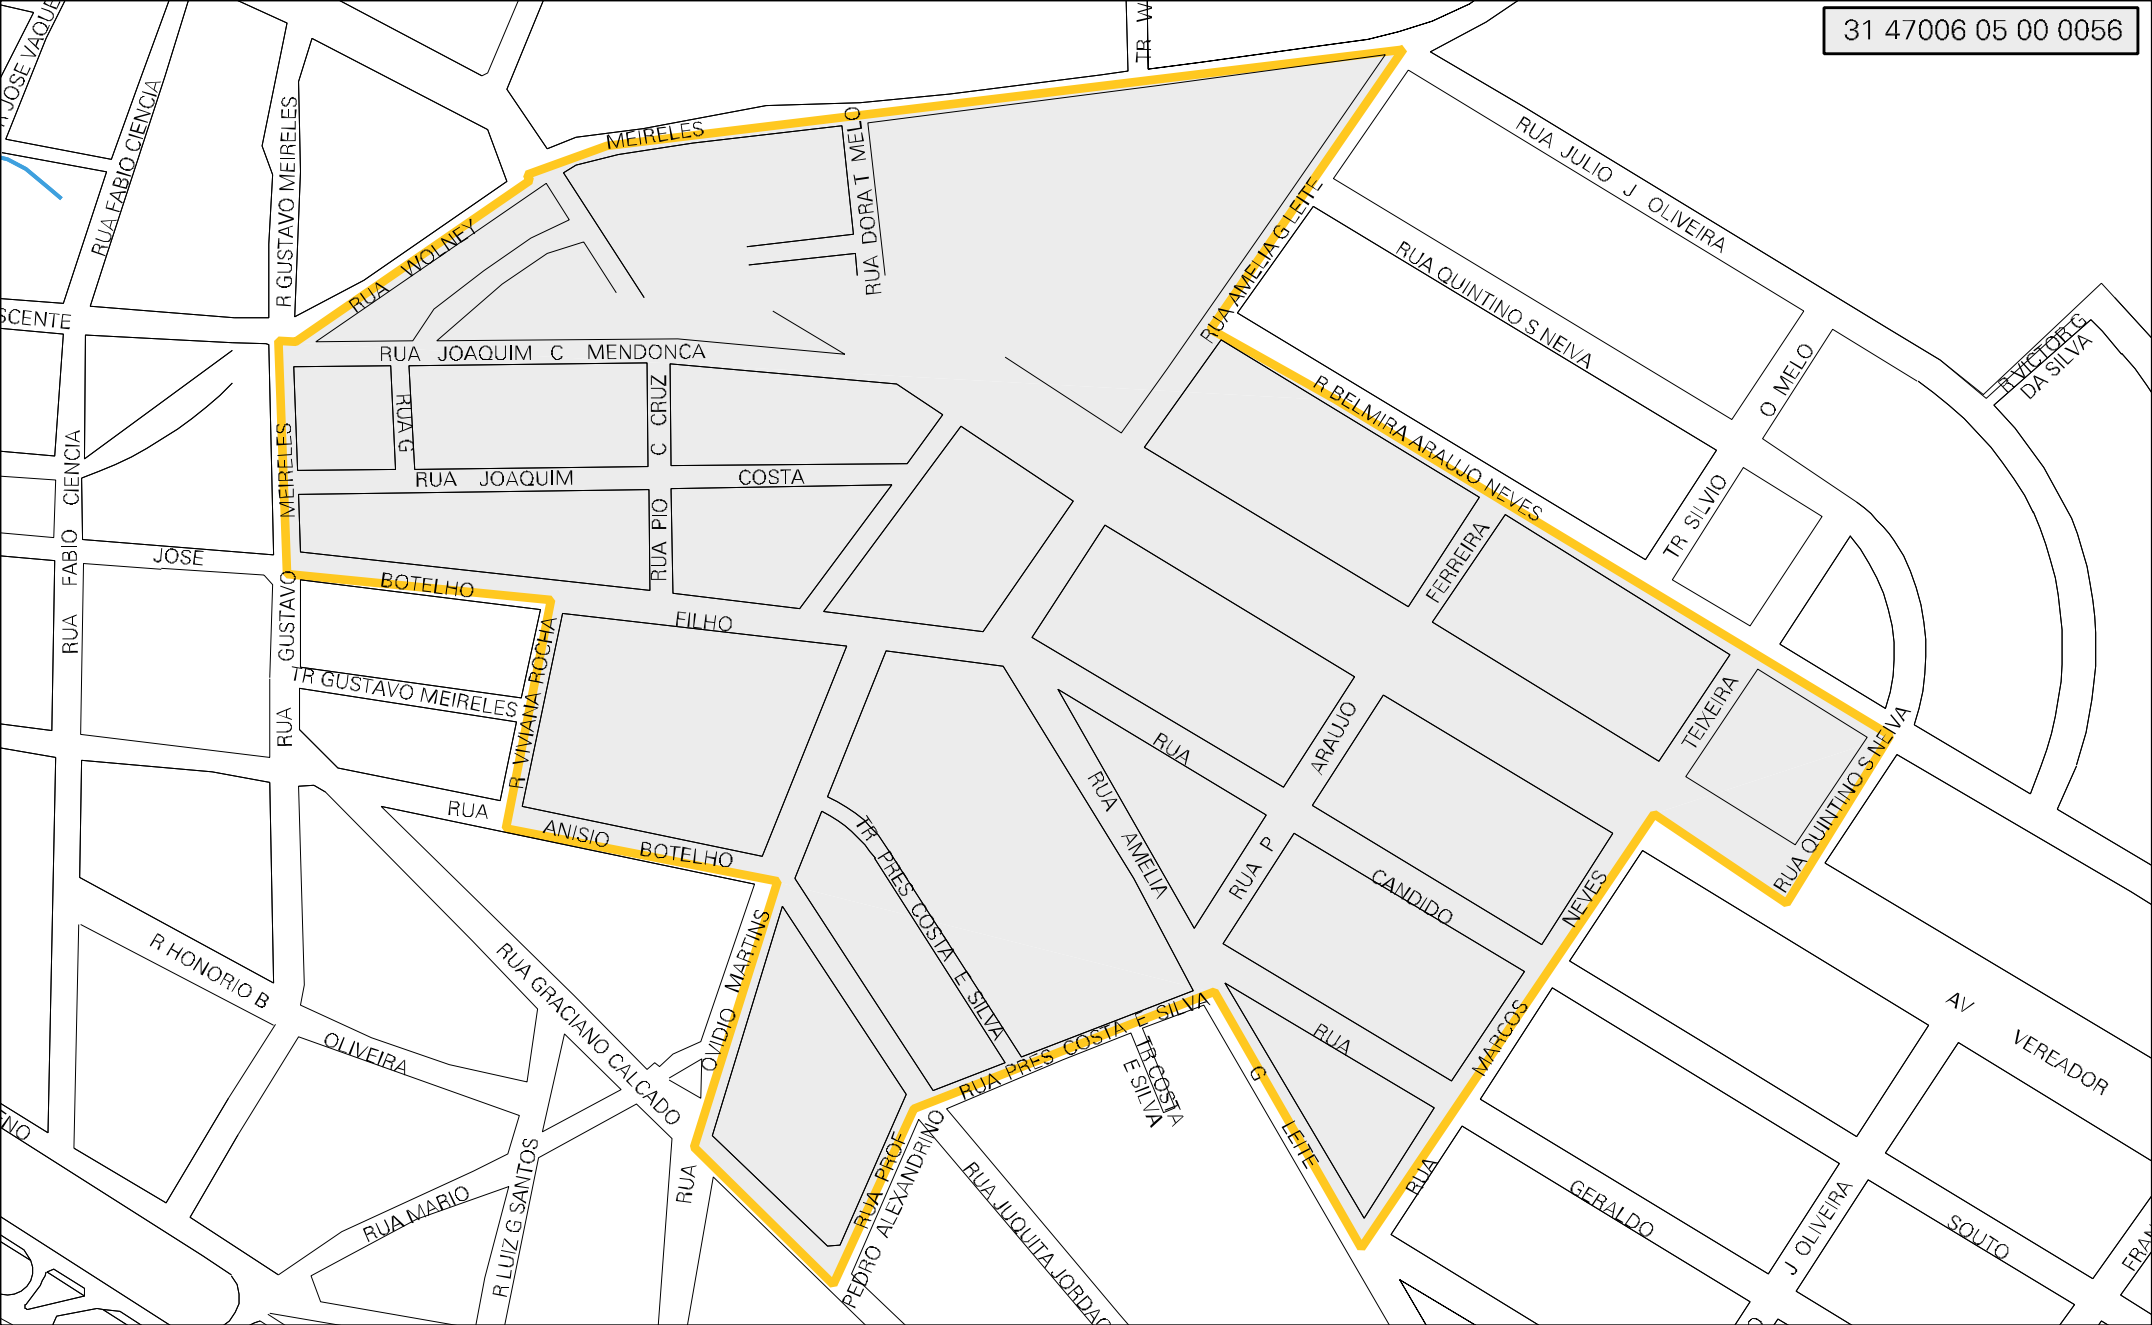 31 47006 05 00 0056
TR W
RUA FABIO CIENCIA
R GUSTAVO MEIRELES
MEIRELES
RUA DORA T MELO
RUA JULIO J OLIVEIRA
RUA WOLNEY
RUA AMELIA G LEITE
RUA QUINTINO S NEIVA
SCENTE
RUA JOAQUIM C MENDONCA
R VICTOR G
DA SILVA
O MELO
RUA G
C CRUZ
R BELMIRA ARAUJO NEVES
MEIRELES
RUA JOAQUIM COSTA
RUA FABIO CIENCIA
TR SILVIO
RUA PIO
JOSE
BOTELHO
FILHO
FERREIRA
RUA GUSTAVO
R VIVIANA ROCHA
TR GUSTAVO MEIRELES
TEIXEIRA
RUA QUINTINO S NEIVA
RUA
ARAUJO
RUA AMELIA
RUA
ANISIO BOTELHO
TR PRES COSTA E SILVA
RUA P
CANDIDO
NEVES
OVIDIO MARTINS
R HONORIO B
OLIVEIRA
RUA GRACIANO CALCADO
AV VEREADOR
RUA PRES COSTA E SILVA
TR COSTA
E SILVA
G LEITE
RUA
MARCOS
RUA
RUA PROF
PEDRO ALEXANDRINO
RUA JUQUITA JORDAO
RUA
RUA MARIO
R LUIZ G SANTOS
GERALDO
J OLIVEIRA
SOUTO
FRAN